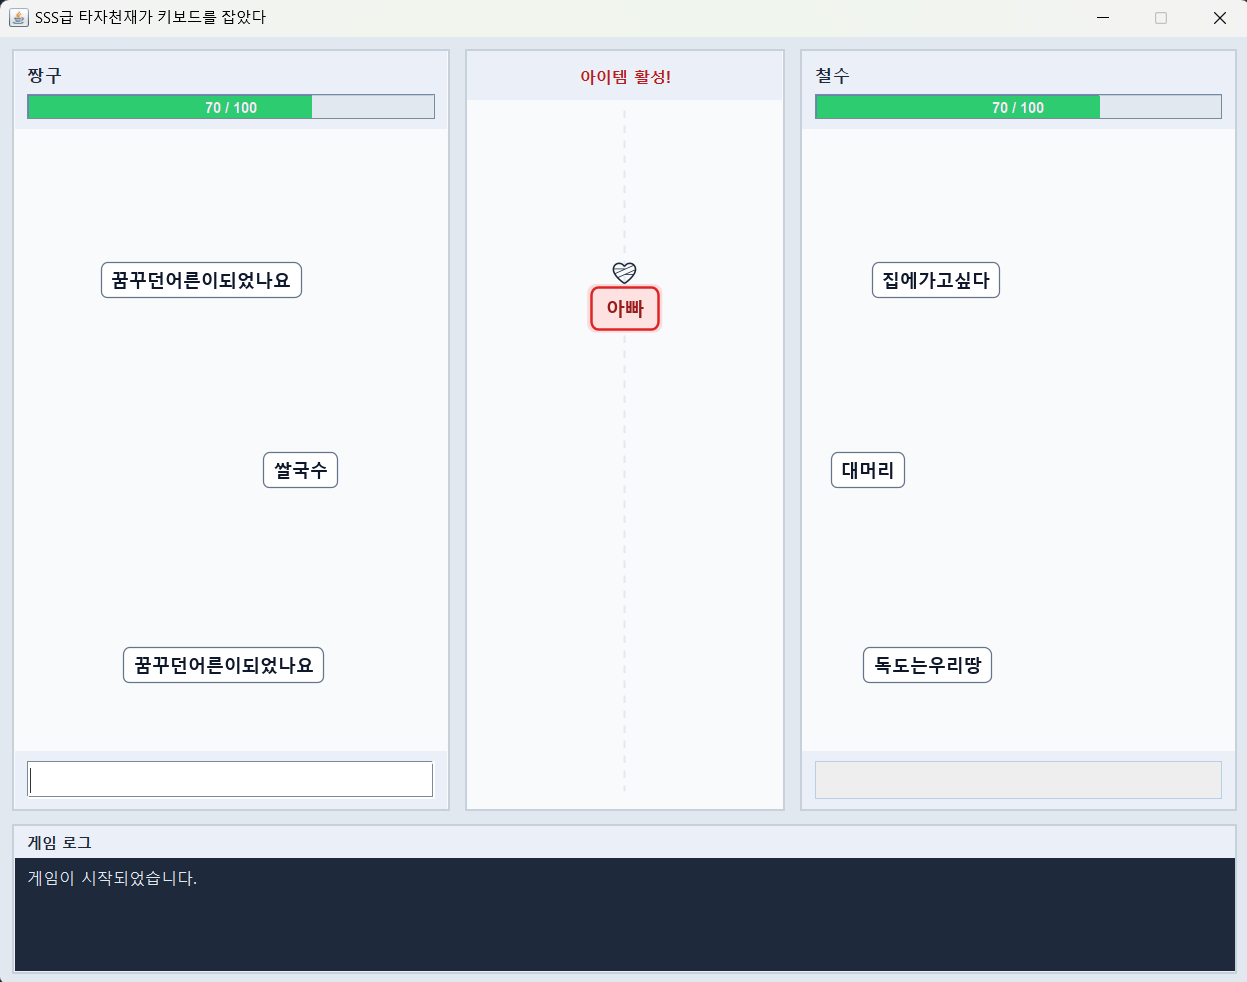 SSS급 타자천재가 키보드를 잡았다
짱구
70 / 100
꿈꾸던어른이되었나요
쌀국수
꿈꾸던어른이되었나요
아이템 활성!
아빠
철수
70 / 100
집에가고싶다
대머리
독도는우리땅
게임 로그
게임이 시작되었습니다.